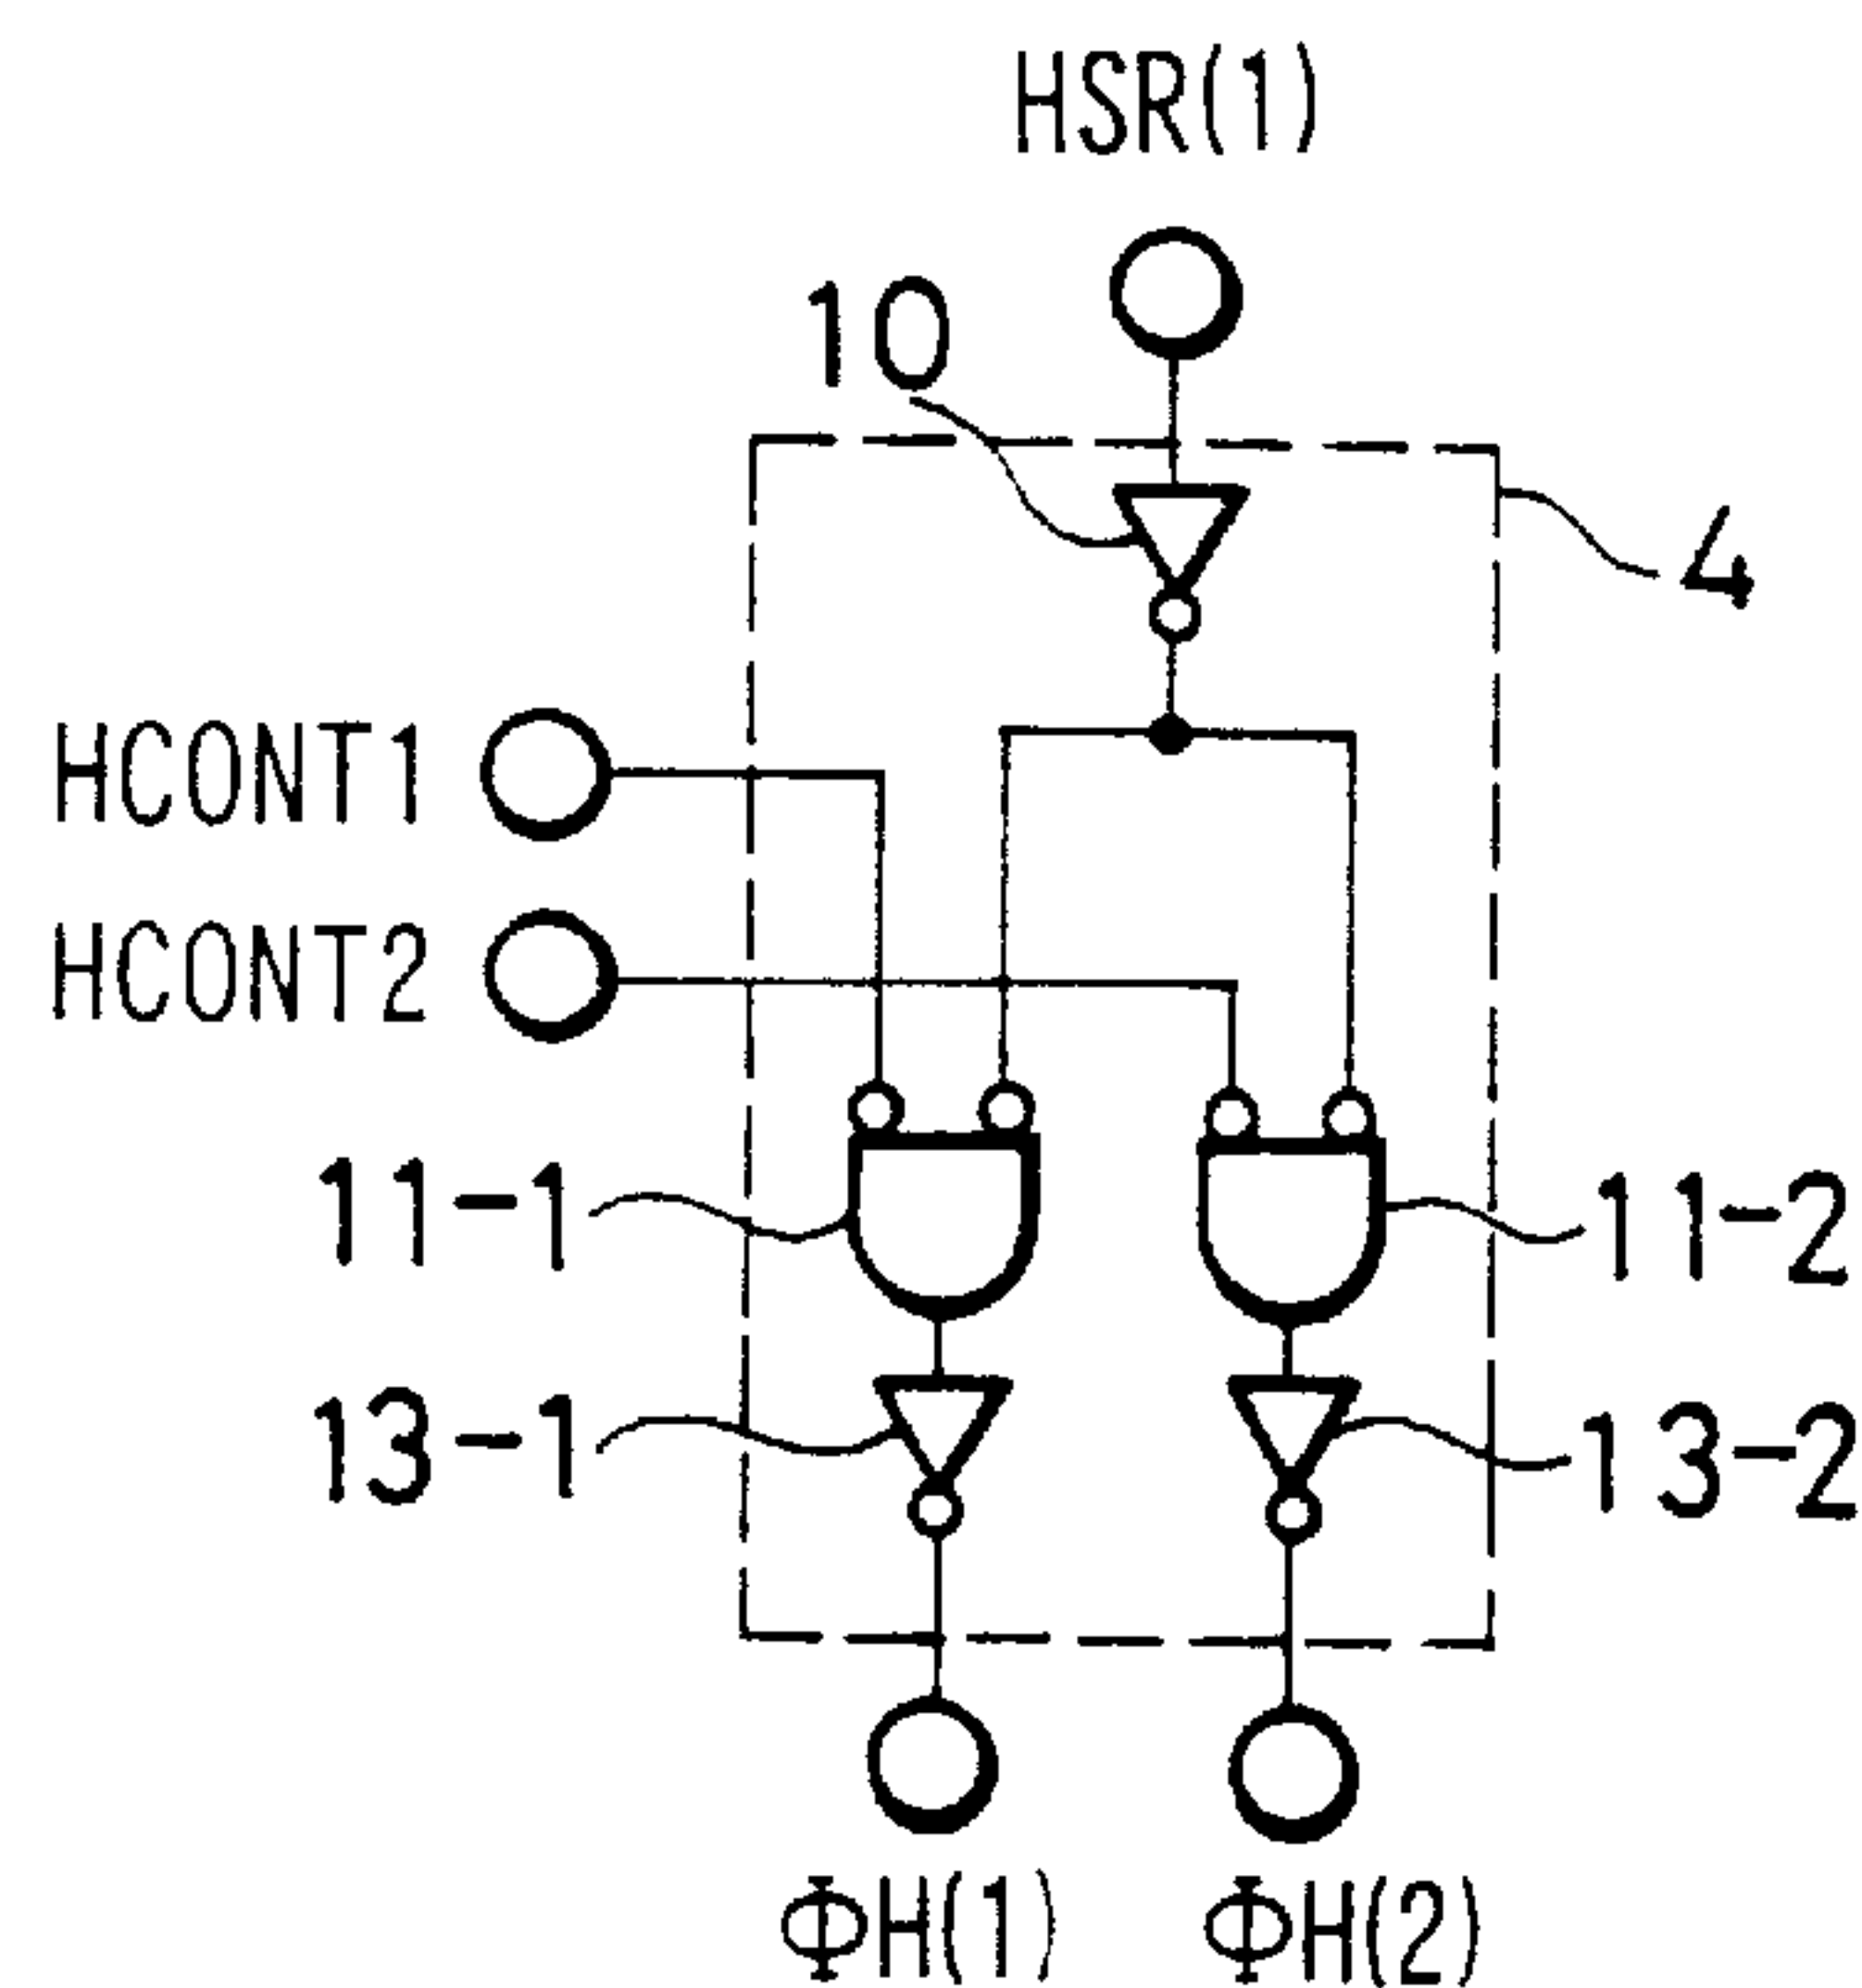 HSR(1)
10
4
HCONT1
HCONT2
11-1
11-2
13-1
13-2
ΦH(1)
ΦH(2)